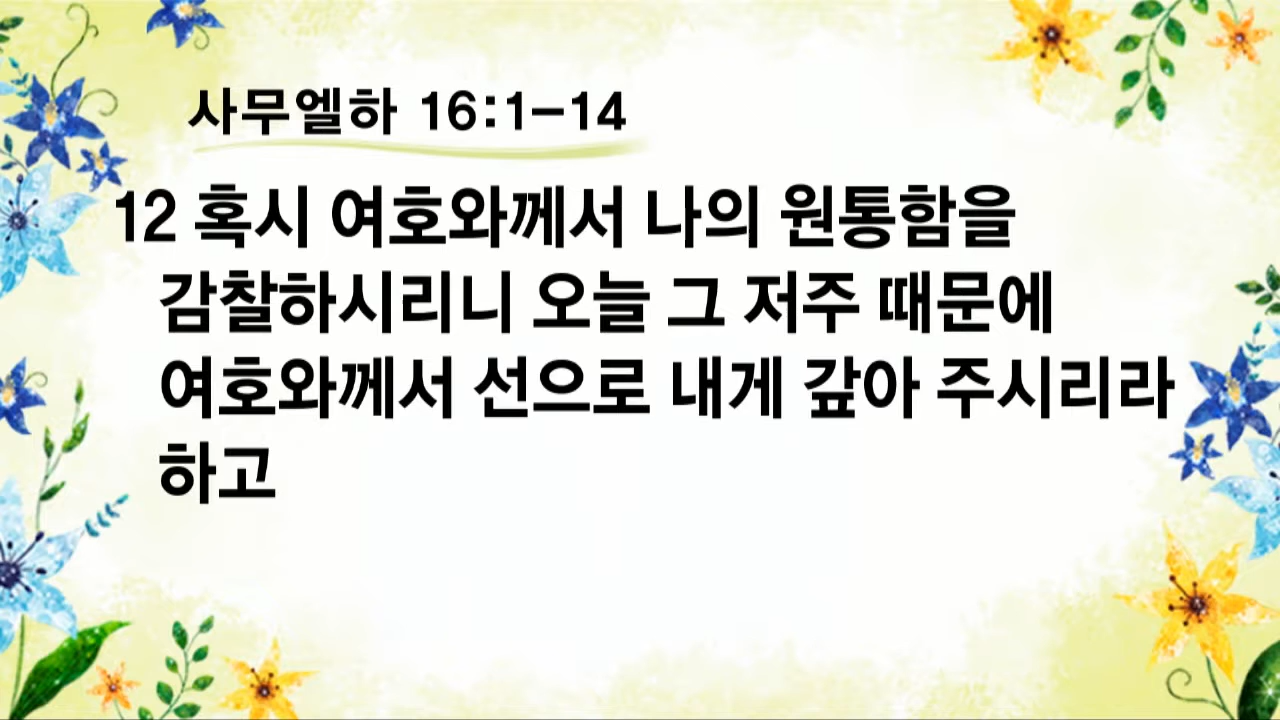 사무엘하 16:1-14
12 혹시 여호와께서 나의 원통함을
감찰하시리니 오늘 그 저주 때문에
여호와께서 선으로 내게 갚아 주시리라
하고